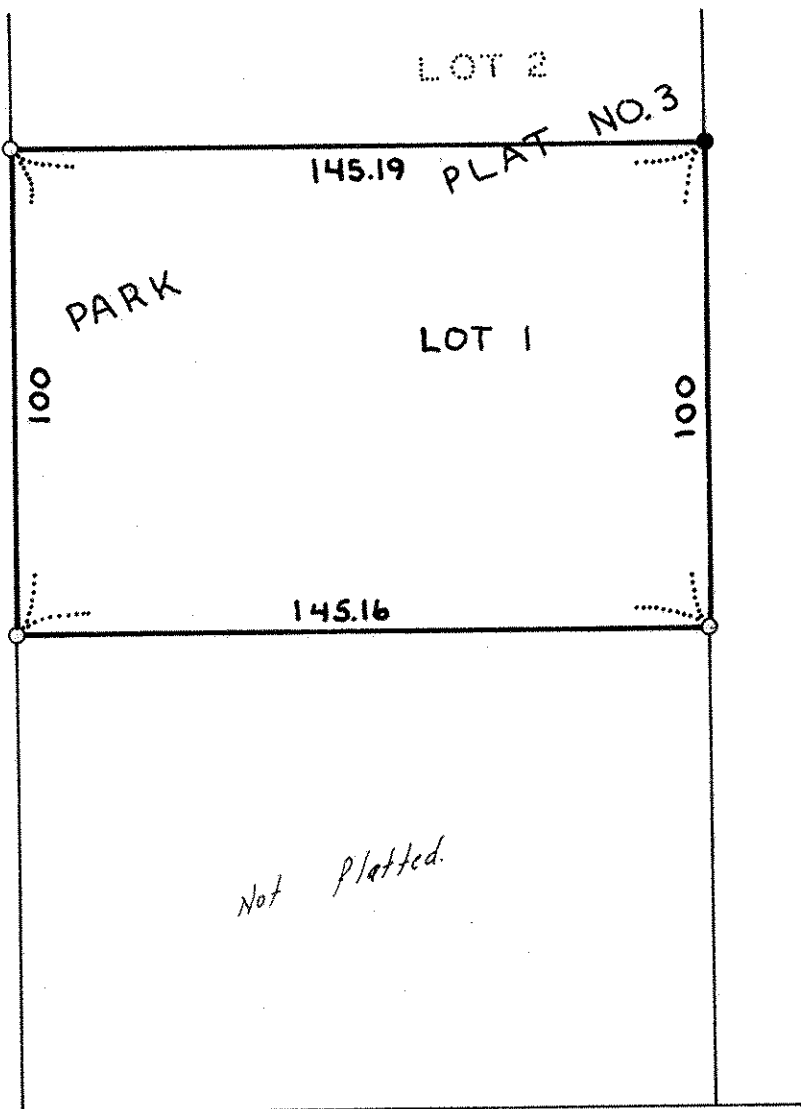 LOT 2
PLAT NO. 3
145.19
PARK
LOT 1
100
100
145.16
Not Platted.